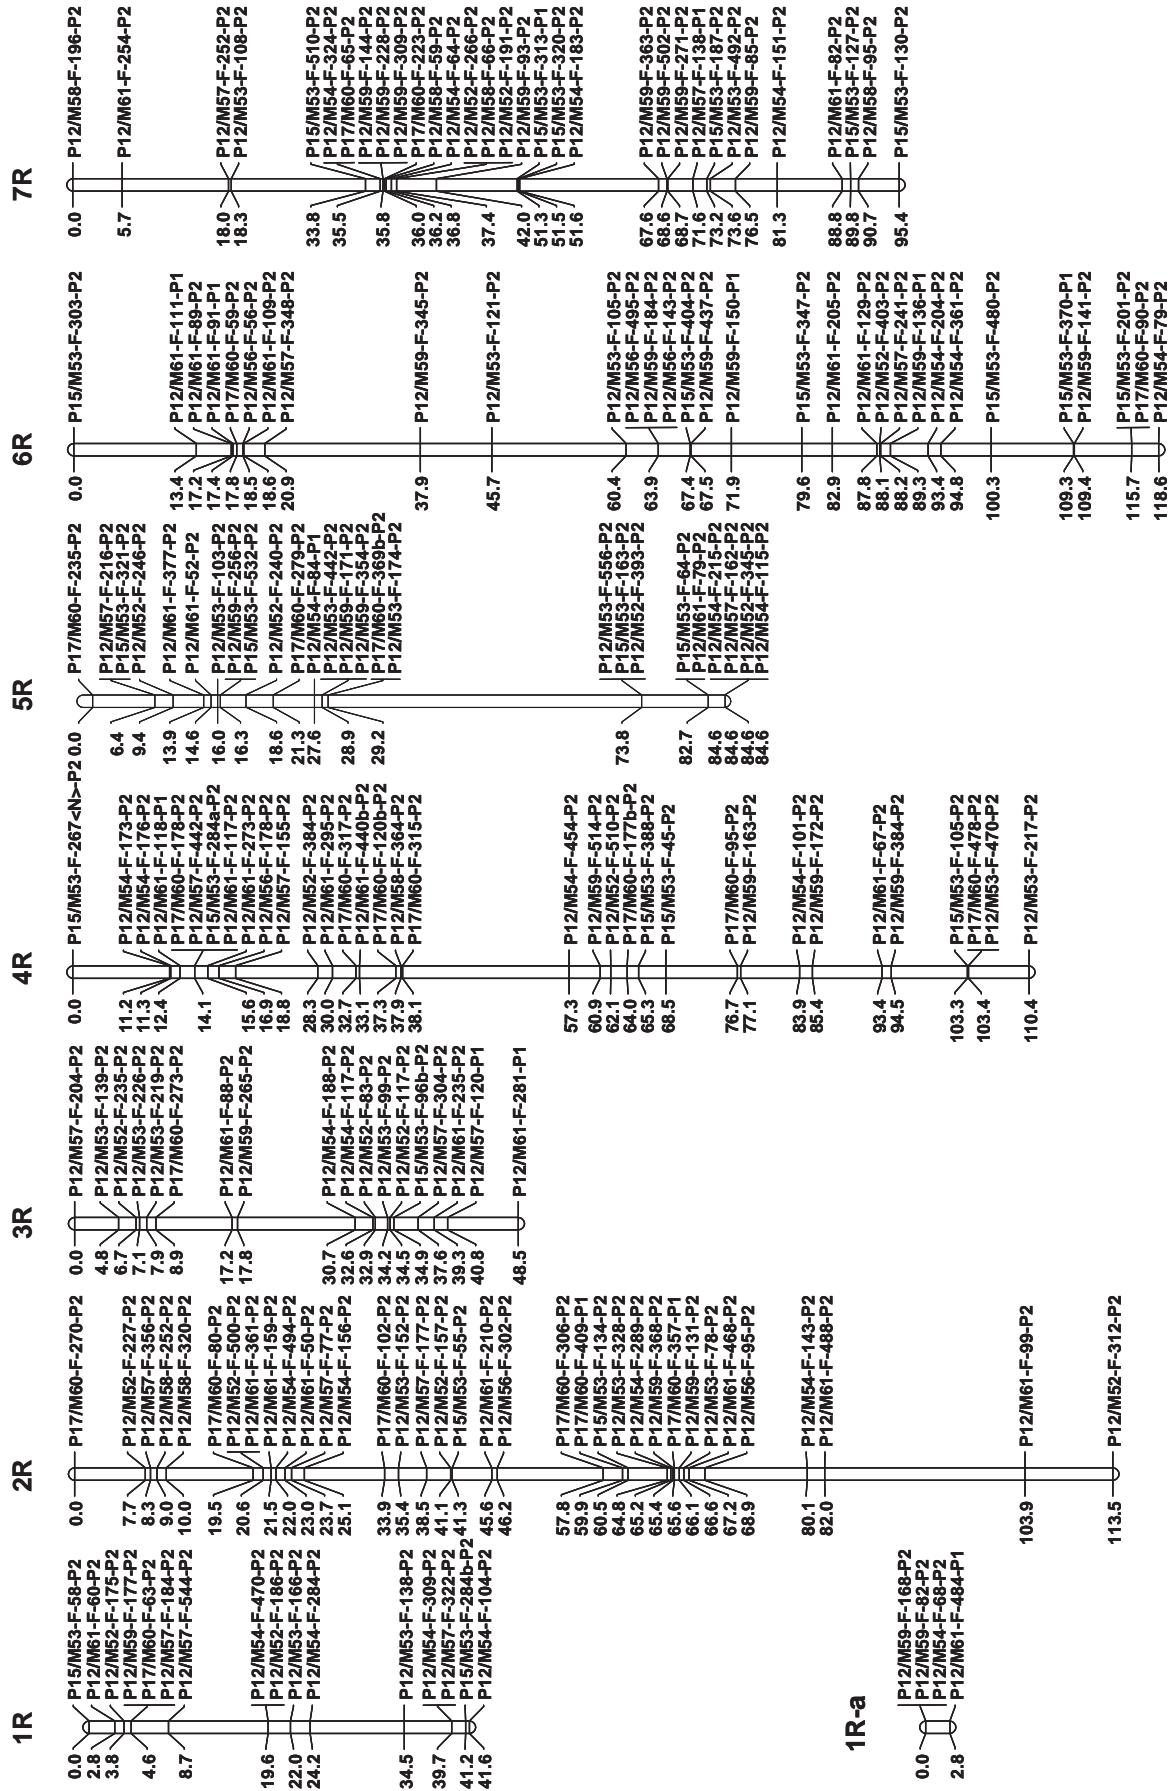 1R
0.0 P15/M53-F-58-P2
2.8 P12/M61-F-60-P2
3.8 P12/M52-F-175-P2
P12/M59-F-177-P2
4.6 P17/M60-F-63-P2
P12/M57-F-184-P2
8.7 P12/M57-F-544-P2
19.6 P12/M54-F-470-P2
P12/M52-F-186-P2
22.0 P12/M53-F-166-P2
24.2 P12/M54-F-284-P2
34.5 P12/M53-F-138-P2
39.7 P12/M54-F-309-P2
P12/M57-F-322-P2
41.2 P15/M53-F-284b-P2
41.6 P12/M54-F-104-P2
1R-a
P12/M59-F-168-P2
0.0 P12/M59-F-82-P2
P12/M54-F-68-P2
2.8 P12/M61-F-484-P1
2R
0.0 P17/M60-F-270-P2
7.7 P12/M52-F-227-P2
8.3 P12/M57-F-356-P2
9.0 P12/M58-F-252-P2
10.0 P12/M58-F-320-P2
19.5 P17/M60-F-80-P2
20.6 P12/M52-F-500-P2
P12/M61-F-361-P2
21.5 P12/M61-F-159-P2
22.0 P12/M54-F-494-P2
23.0 P12/M61-F-50-P2
23.7 P12/M57-F-77-P2
25.1 P12/M54-F-156-P2
33.9 P17/M60-F-102-P2
35.4 P12/M53-F-152-P2
38.5 P12/M57-F-177-P2
41.1 P12/M52-F-157-P2
41.3 P15/M53-F-55-P2
45.6 P12/M61-F-210-P2
46.2 P12/M56-F-302-P2
57.8 P17/M60-F-306-P2
59.9 P17/M60-F-409-P1
60.5 P15/M53-F-134-P2
64.8 P12/M53-F-328-P2
65.2 P12/M54-F-289-P2
65.4 P12/M59-F-368-P2
65.6 P17/M60-F-357-P1
66.1 P12/M59-F-131-P2
66.6 P12/M53-F-78-P2
67.2 P12/M61-F-468-P2
68.9 P12/M56-F-95-P2
80.1 P12/M54-F-143-P2
82.0 P12/M61-F-488-P2
103.9 P12/M61-F-99-P2
113.5 P12/M52-F-312-P2
3R
0.0 P12/M57-F-204-P2
4.8 P12/M53-F-139-P2
6.7 P12/M52-F-235-P2
7.1 P12/M53-F-226-P2
7.9 P12/M53-F-219-P2
8.9 P17/M60-F-273-P2
17.2 P12/M61-F-88-P2
17.8 P12/M59-F-265-P2
30.7 P12/M54-F-188-P2
32.6 P12/M54-F-117-P2
32.9 P12/M52-F-83-P2
34.2 P12/M53-F-99-P2
34.5 P12/M52-F-117-P2
34.9 P15/M53-F-96b-P2
37.6 P12/M57-F-304-P2
39.3 P12/M61-F-235-P2
40.8 P12/M57-F-120-P1
48.5 P12/M61-F-281-P1
4R
0.0 P15/M53-F-267<N>-P2
11.2 P12/M54-F-173-P2
11.3 P12/M54-F-176-P2
12.4 P12/M61-F-118-P1
P17/M60-F-178-P2
14.1 P12/M57-F-442-P2
P15/M53-F-284a-P2
P12/M61-F-117-P2
15.6 P12/M61-F-273-P2
16.9 P12/M56-F-178-P2
18.8 P12/M57-F-155-P2
28.3 P12/M52-F-384-P2
30.0 P12/M61-F-295-P2
32.7 P17/M60-F-317-P2
33.1 P12/M61-F-440b-P2
37.3 P17/M60-F-120b-P2
37.9 P12/M58-F-364-P2
38.1 P17/M60-F-315-P2
57.3 P12/M54-F-454-P2
60.9 P12/M59-F-514-P2
62.1 P12/M52-F-510-P2
64.0 P17/M60-F-177b-P2
65.3 P15/M53-F-388-P2
68.5 P15/M53-F-45-P2
76.7 P17/M60-F-95-P2
77.1 P12/M59-F-163-P2
83.9 P12/M54-F-101-P2
85.4 P12/M59-F-172-P2
93.4 P12/M61-F-67-P2
94.5 P12/M59-F-384-P2
103.3 P15/M53-F-105-P2
103.4 P17/M60-F-478-P2
P12/M53-F-470-P2
110.4 P12/M53-F-217-P2
5R
0.0 P17/M60-F-235-P2
6.4 P12/M57-F-216-P2
P15/M53-F-321-P2
9.4 P12/M52-F-246-P2
13.9 P12/M61-F-377-P2
14.6 P12/M61-F-52-P2
16.0 P12/M53-F-103-P2
16.3 P12/M59-F-256-P2
P15/M53-F-532-P2
18.6 P12/M52-F-240-P2
21.3 P17/M60-F-279-P2
27.6 P12/M54-F-84-P1
P12/M53-F-442-P2
28.9 P12/M59-F-171-P2
P12/M59-F-354-P2
29.2 P17/M60-F-369b-P2
P12/M53-F-174-P2
P12/M53-F-556-P2
73.8 P15/M53-F-163-P2
P12/M52-F-393-P2
82.7 P15/M53-F-64-P2
P12/M61-F-79-P2
84.6 P12/M54-F-215-P2
84.6 P12/M57-F-162-P2
84.6 P12/M52-F-345-P2
84.6 P12/M54-F-115-P2
6R
0.0 P15/M53-F-303-P2
13.4 P12/M61-F-111-P1
17.2 P12/M61-F-89-P2
17.4 P12/M61-F-91-P1
17.8 P17/M60-F-59-P2
18.5 P12/M56-F-56-P2
18.6 P12/M61-F-109-P2
20.9 P12/M57-F-348-P2
37.9 P12/M59-F-345-P2
45.7 P12/M53-F-121-P2
60.4 P12/M53-F-105-P2
P12/M56-F-495-P2
63.9 P12/M59-F-184-P2
P12/M56-F-143-P2
67.4 P15/M53-F-404-P2
67.5 P12/M59-F-437-P2
71.9 P12/M59-F-150-P1
79.6 P15/M53-F-347-P2
82.9 P12/M61-F-205-P2
87.8 P12/M61-F-129-P2
88.1 P12/M52-F-403-P2
88.2 P12/M57-F-241-P2
89.3 P12/M59-F-136-P1
93.4 P12/M54-F-204-P2
94.8 P12/M54-F-361-P2
100.3 P15/M53-F-480-P2
109.3 P15/M53-F-370-P1
109.4 P12/M59-F-141-P2
115.7 P15/M53-F-201-P2
P17/M60-F-90-P2
118.6 P12/M54-F-79-P2
7R
0.0 P12/M58-F-196-P2
5.7 P12/M61-F-254-P2
18.0 P12/M57-F-252-P2
18.3 P12/M53-F-108-P2
33.8 P15/M53-F-510-P2
35.5 P12/M54-F-324-P2
P17/M60-F-65-P2
P12/M59-F-144-P2
35.8 P12/M59-F-228-P2
P12/M59-F-309-P2
36.0 P17/M60-F-223-P2
36.2 P12/M58-F-59-P2
36.8 P12/M54-F-64-P2
P12/M52-F-266-P2
37.4 P12/M58-F-66-P2
P12/M52-F-191-P2
42.0 P12/M59-F-93-P2
51.3 P15/M53-F-313-P1
51.5 P15/M53-F-320-P2
51.6 P12/M54-F-183-P2
67.6 P12/M59-F-363-P2
68.6 P12/M59-F-502-P2
68.7 P12/M59-F-271-P2
71.6 P12/M57-F-138-P1
73.2 P15/M53-F-187-P2
73.6 P12/M53-F-492-P2
76.5 P12/M59-F-85-P2
81.3 P12/M54-F-151-P2
88.8 P12/M61-F-82-P2
89.8 P15/M53-F-127-P2
90.7 P12/M58-F-95-P2
95.4 P15/M53-F-130-P2